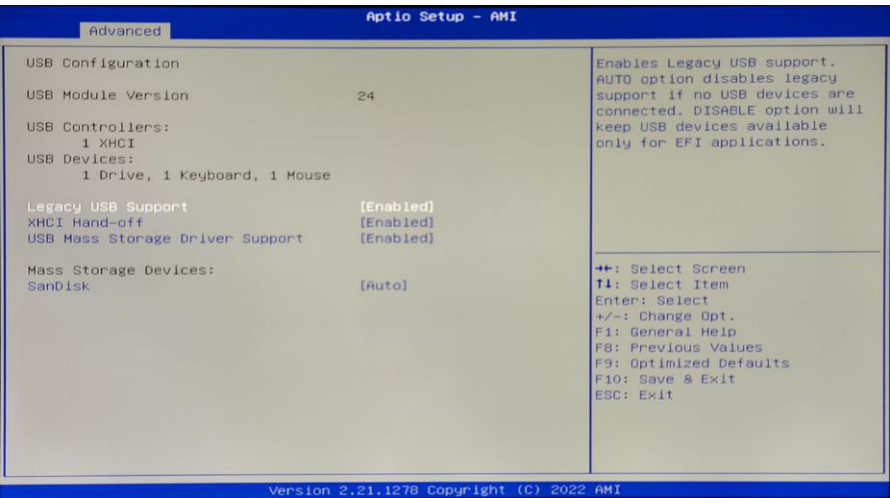 Aptio Setup - AMI
Advanced
USB Configuration
USB Module Version 24
USB Controllers:
1 XHCI
USB Devices:
1 Drive, 1 Keyboard, 1 Mouse
Legacy USB Support [Enabled]
XHCI Hand-off [Enabled]
USB Mass Storage Driver Support [Enabled]
Mass Storage Devices:
SanDisk [Auto]
Enables Legacy USB support.
AUTO option disables legacy
support if no USB devices are
connected. DISABLE option will
keep USB devices available
only for EFI applications.
→←: Select Screen
↑↓: Select Item
Enter: Select
+/-: Change Opt.
F1: General Help
F8: Previous Values
F9: Optimized Defaults
F10: Save & Exit
ESC: Exit
Version 2.21.1278 Copyright (C) 2022 AMI